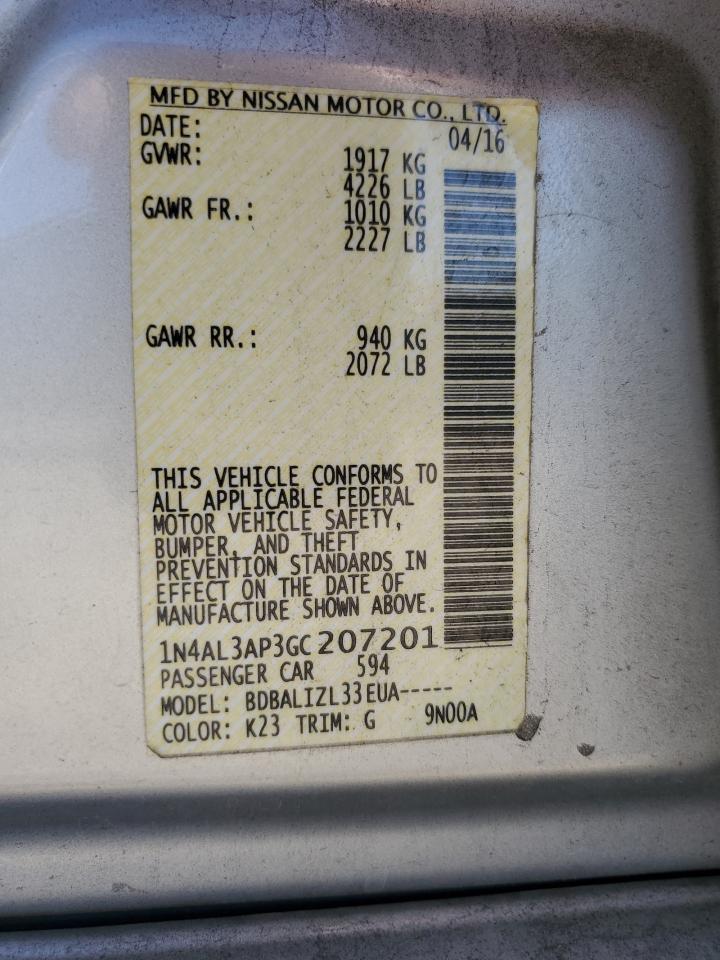 MFD BY NISSAN MOTOR CO., LTD.
DATE: 04/16
GVWR: 1917 KG
4226 LB
GAWR FR.: 1010 KG
2227 LB
GAWR RR.: 940 KG
2072 LB
THIS VEHICLE CONFORMS TO
ALL APPLICABLE FEDERAL
MOTOR VEHICLE SAFETY,
BUMPER, AND THEFT
PREVENTION STANDARDS IN
EFFECT ON THE DATE OF
MANUFACTURE SHOWN ABOVE.
1N4AL3AP3GC207201
PASSENGER CAR 594
MODEL: BDBALIZL33EUA-----
COLOR: K23 TRIM: G 9N00A